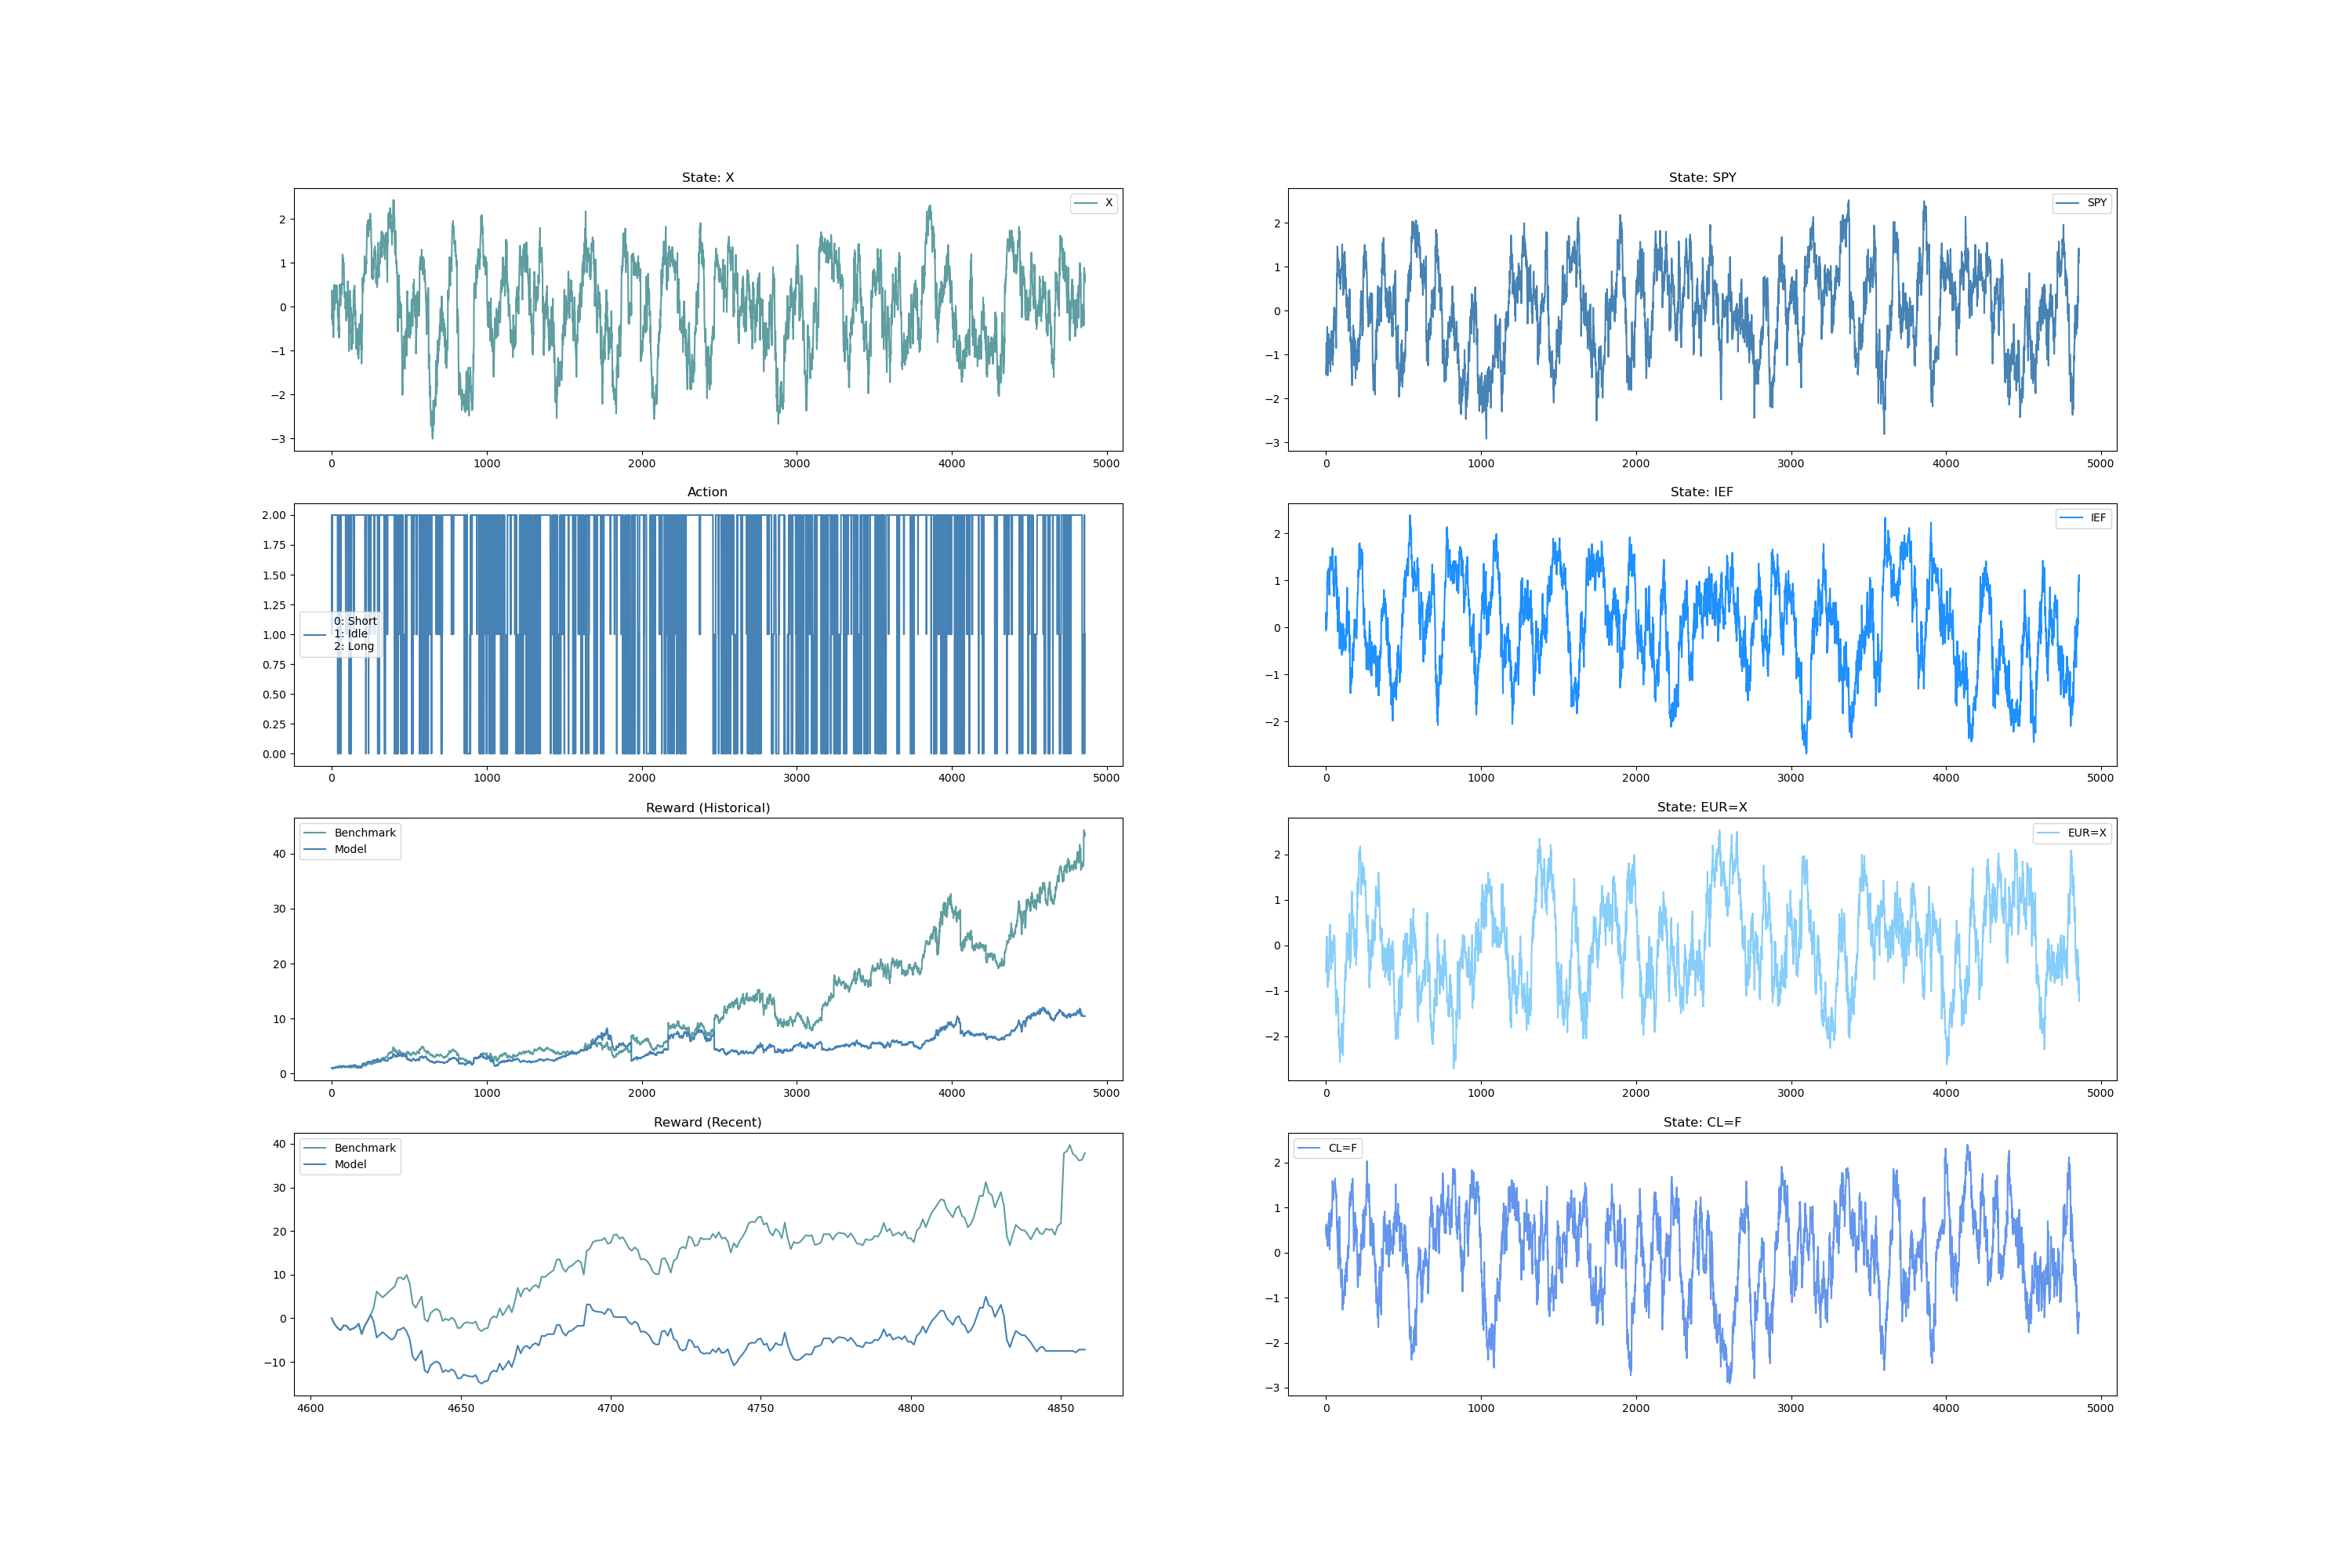 State: X
X
2
1
0
−1
−2
−3
0 1000 2000 3000 4000 5000
Action
2.00
1.75
1.50
1.25
1.00
0.75
0.50
0.25
0.00
0: Short
1: Idle
2: Long
0 1000 2000 3000 4000 5000
Reward (Historical)
Benchmark
Model
40
30
20
10
0
0 1000 2000 3000 4000 5000
Reward (Recent)
Benchmark
Model
40
30
20
10
0
−10
4600 4650 4700 4750 4800 4850
State: SPY
SPY
2
1
0
−1
−2
−3
0 1000 2000 3000 4000 5000
State: IEF
IEF
2
1
0
−1
−2
0 1000 2000 3000 4000 5000
State: EUR=X
EUR=X
2
1
0
−1
−2
0 1000 2000 3000 4000 5000
State: CL=F
CL=F
2
1
0
−1
−2
−3
0 1000 2000 3000 4000 5000